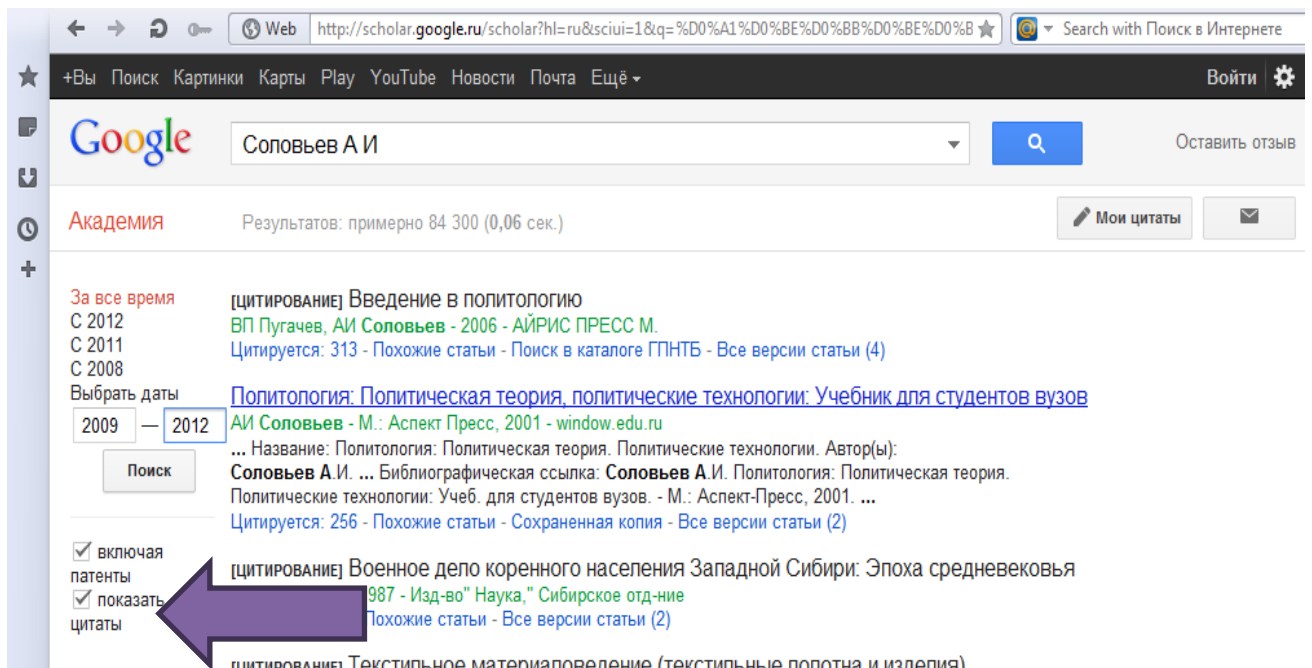 Web http://scholar.google.ru/scholar?hl=ru&sciui=1&q=%D0%A1%D0%BE%D0%BB%D0%BE%D0%B Search with Поиск в Интернете
+Вы Поиск Картинки Карты Play YouTube Новости Почта Ещё Войти
Google Соловьев А И Оставить отзыв
Академия Результатов: примерно 84 300 (0,06 сек.) Мои цитаты
За все время
С 2012
С 2011
С 2008
Выбрать даты
2009 — 2012
Поиск
включая
патенты
показать
цитаты
[ЦИТИРОВАНИЕ] Введение в политологию
ВП Пугачев, АИ Соловьев - 2006 - АЙРИС ПРЕСС М.
Цитируется: 313 - Похожие статьи - Поиск в каталоге ГПНТБ - Все версии статьи (4)
Политология: Политическая теория, политические технологии: Учебник для студентов вузов
АИ Соловьев - М.: Аспект Пресс, 2001 - window.edu.ru
... Название: Политология: Политическая теория. Политические технологии. Автор(ы):
Соловьев А.И. ... Библиографическая ссылка: Соловьев А.И. Политология: Политическая теория.
Политические технологии: Учеб. для студентов вузов. - М.: Аспект-Пресс, 2001. ...
Цитируется: 256 - Похожие статьи - Сохраненная копия - Все версии статьи (2)
[ЦИТИРОВАНИЕ] Военное дело коренного населения Западной Сибири: Эпоха средневековья
987 - Изд-во" Наука," Сибирское отд-ние
Похожие статьи - Все версии статьи (2)
[ЦИТИРОВАНИЕ] Текстильное материаловедение (текстильные полотна и изделия)